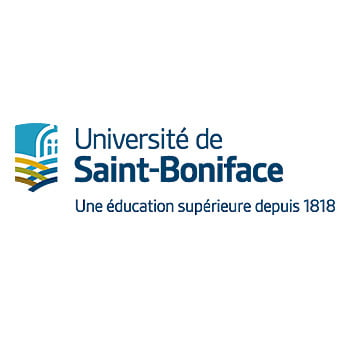 Université de
Saint-Boniface
Une éducation supérieure depuis 1818